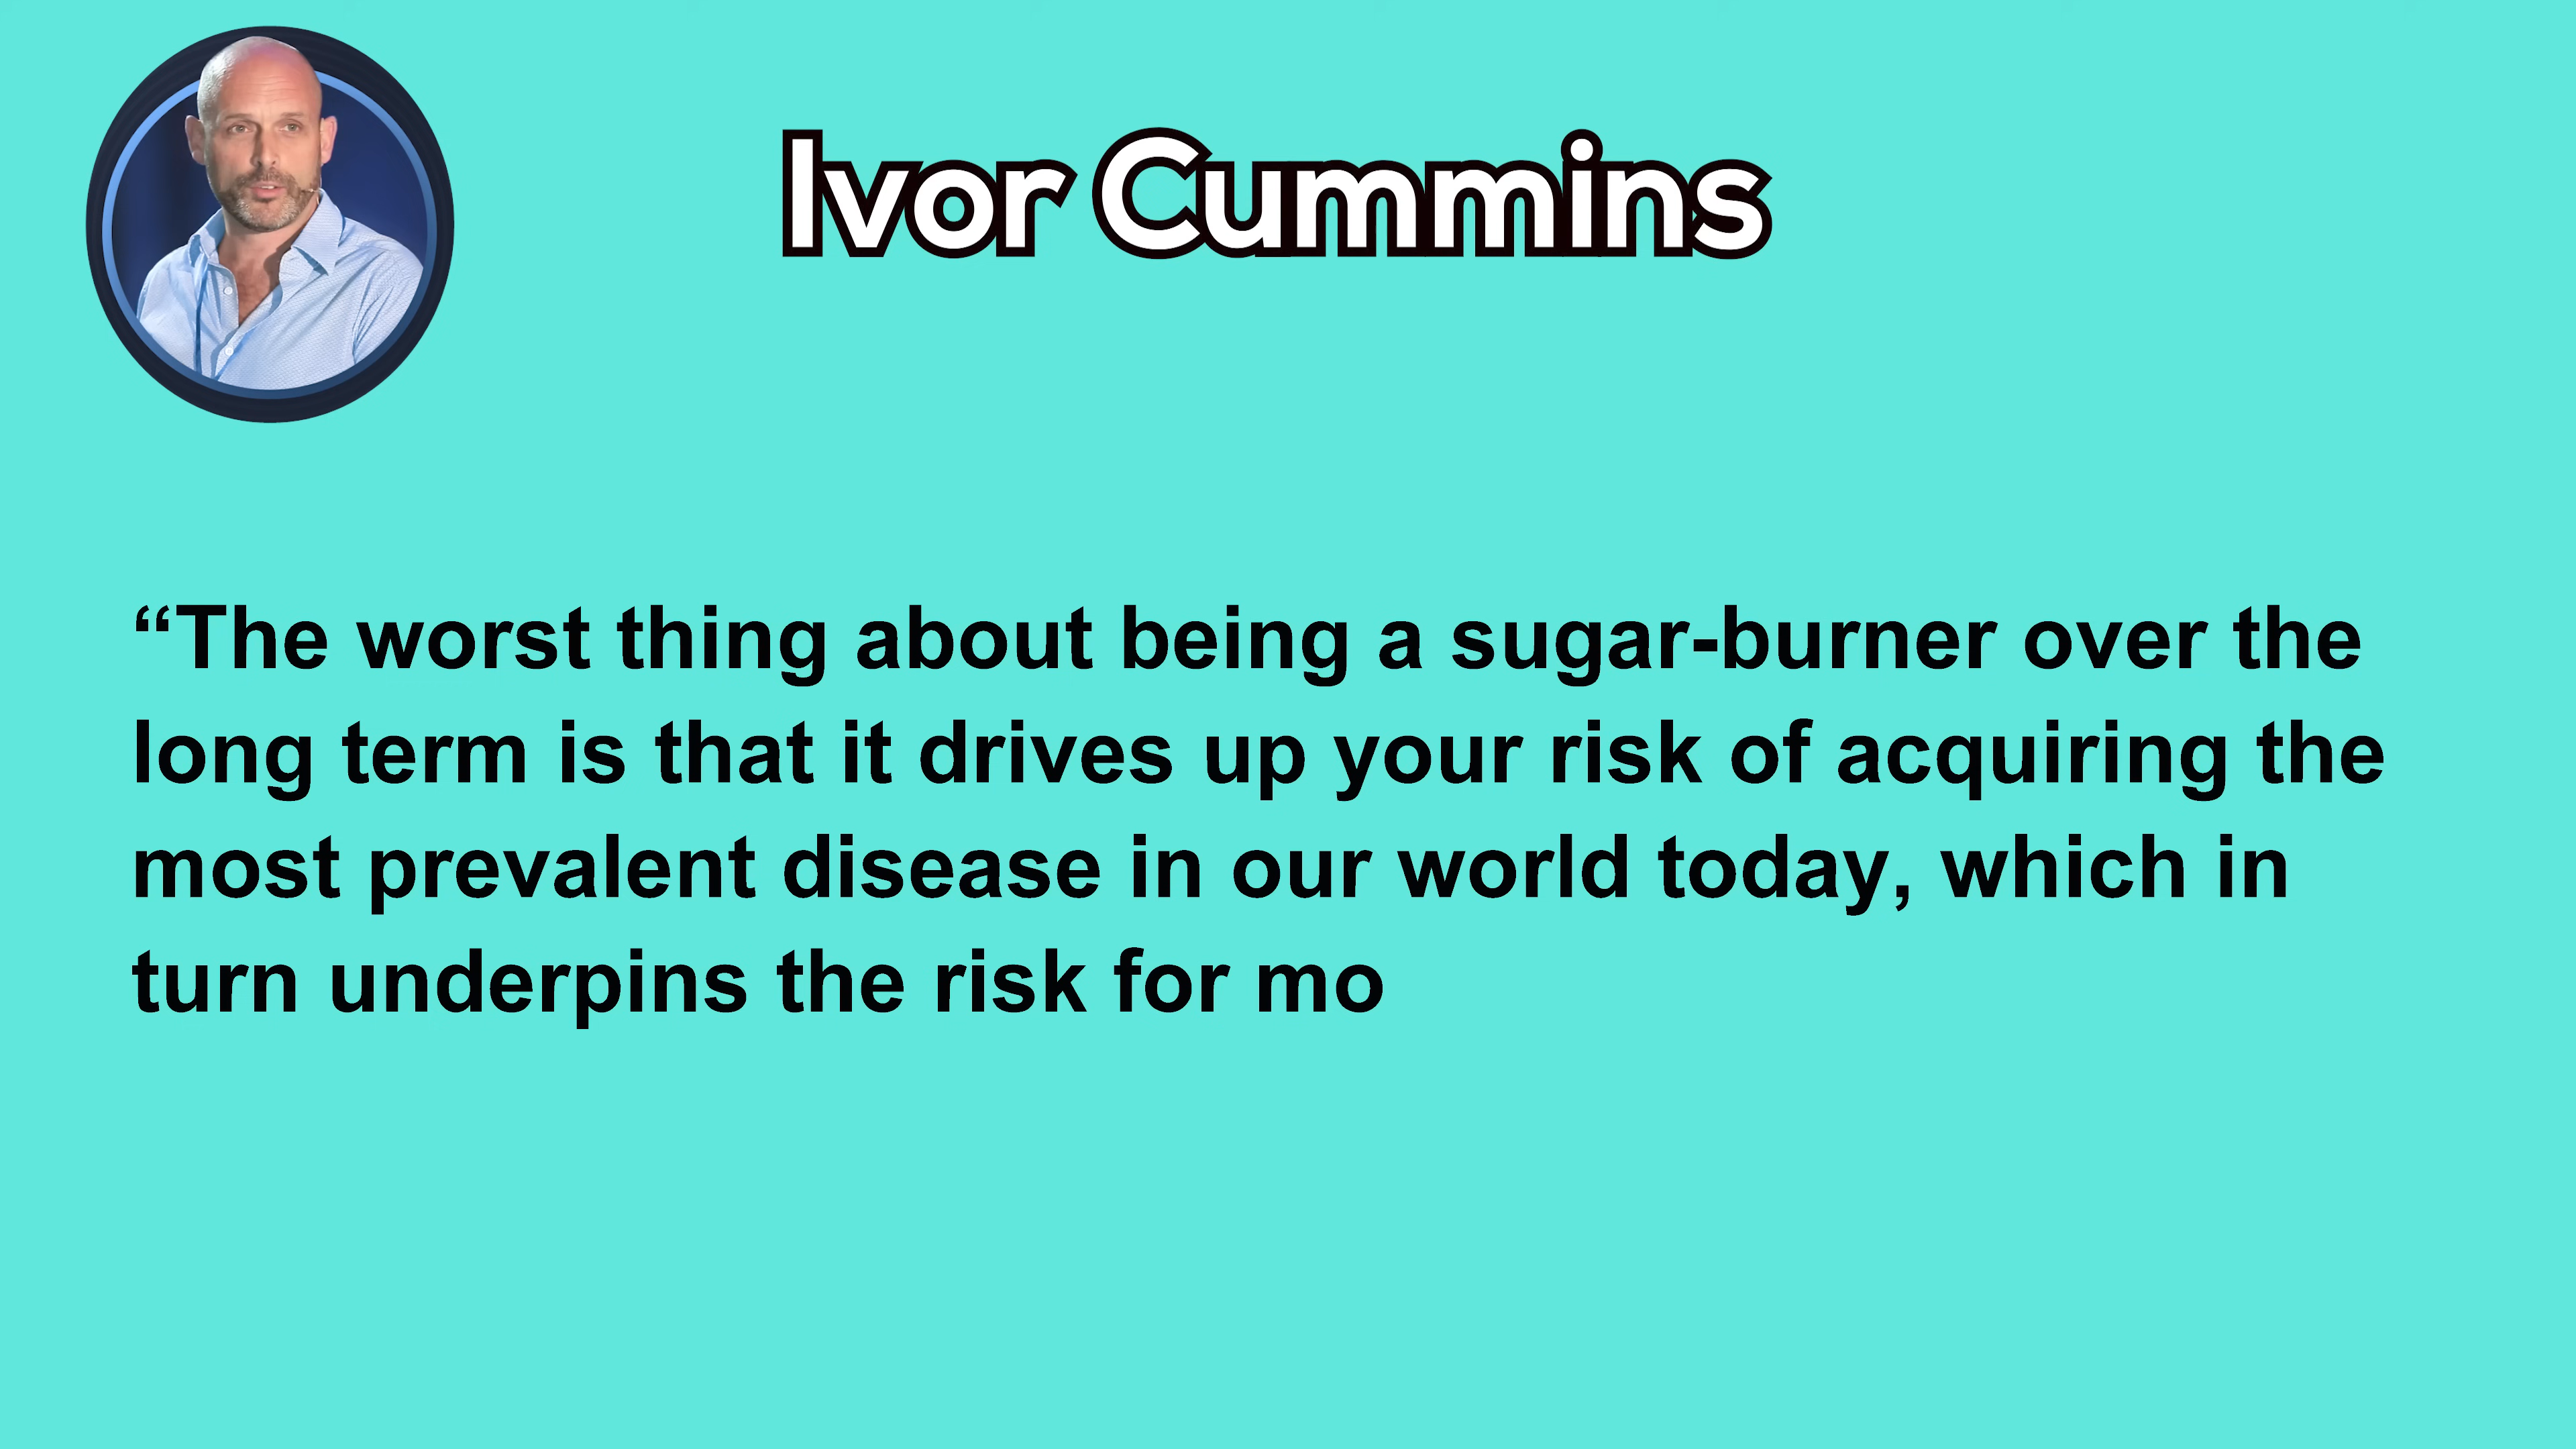 Ivor Cummins
“The worst thing about being a sugar-burner over the
long term is that it drives up your risk of acquiring the
most prevalent disease in our world today, which in
turn underpins the risk for mo